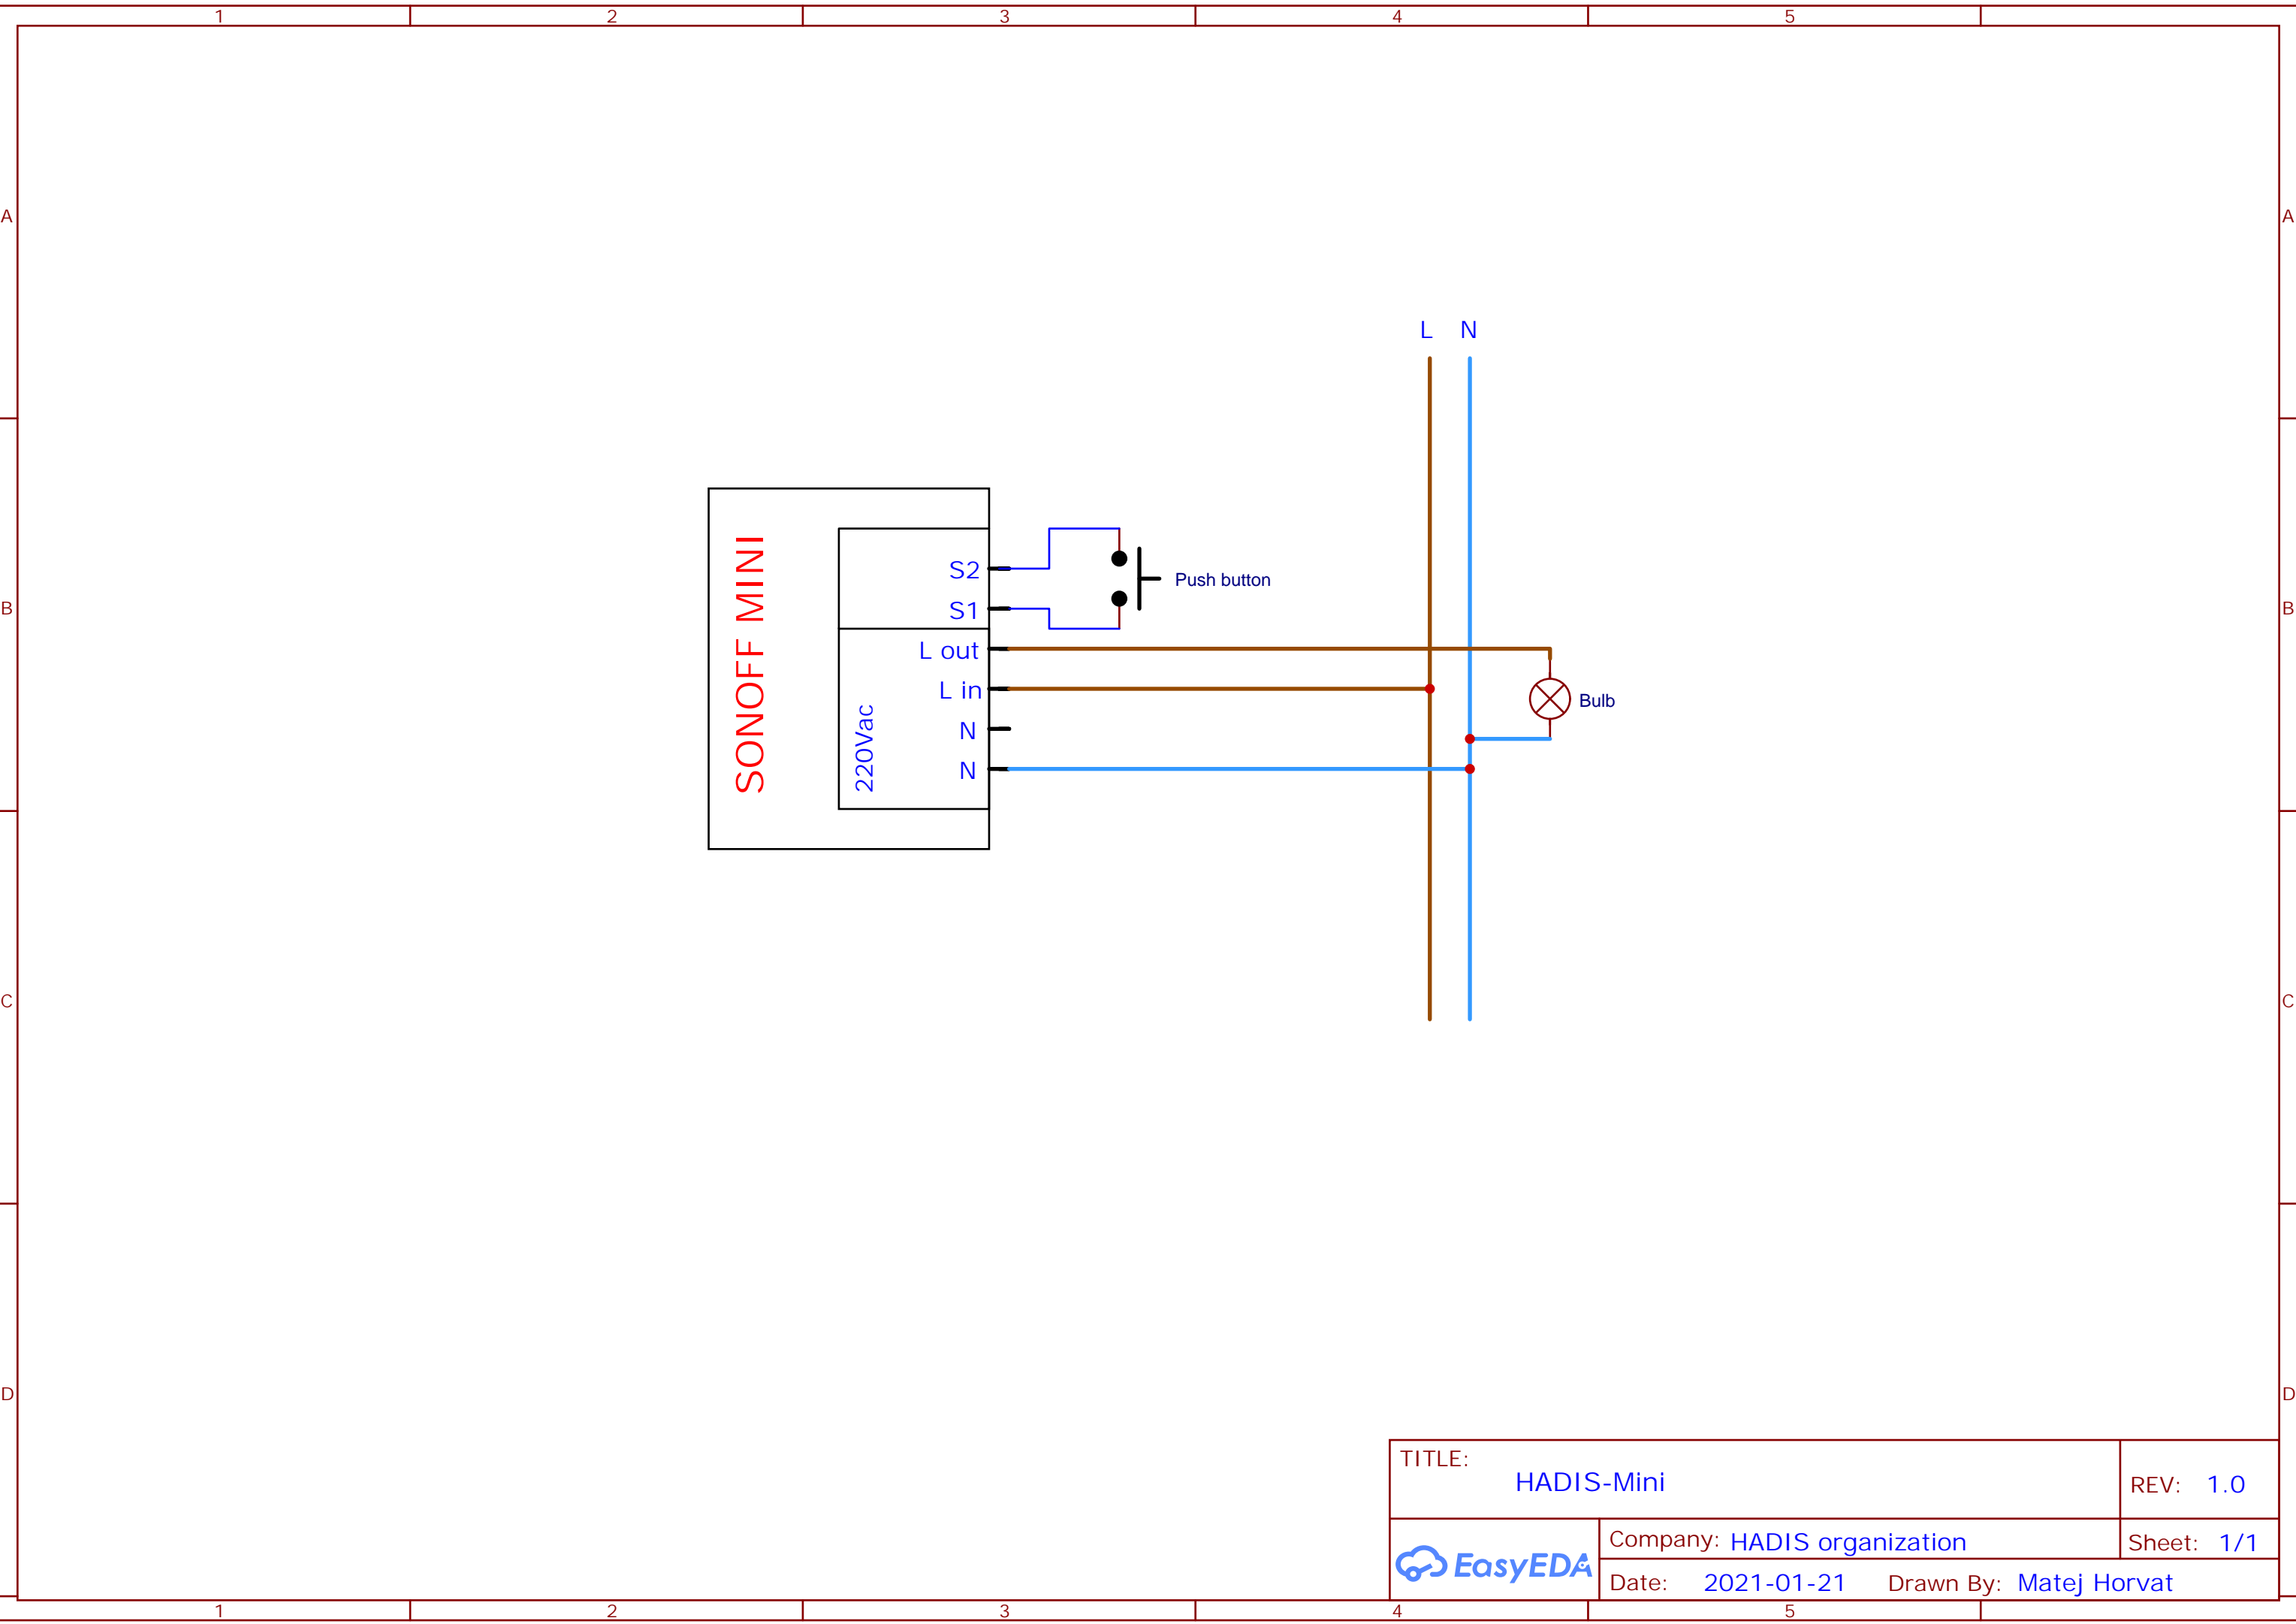 1 2 3 4 5
A A
L N
SONOFF MINI
S2
Push button
S1
B B
L out
L in
Bulb
220Vac
N
N
C C
D D
TITLE:
HADIS-Mini
REV: 1.0
EasyEDA
Company: HADIS organization
Sheet: 1/1
Date: 2021-01-21 Drawn By: Matej Horvat
1 2 3 4 5